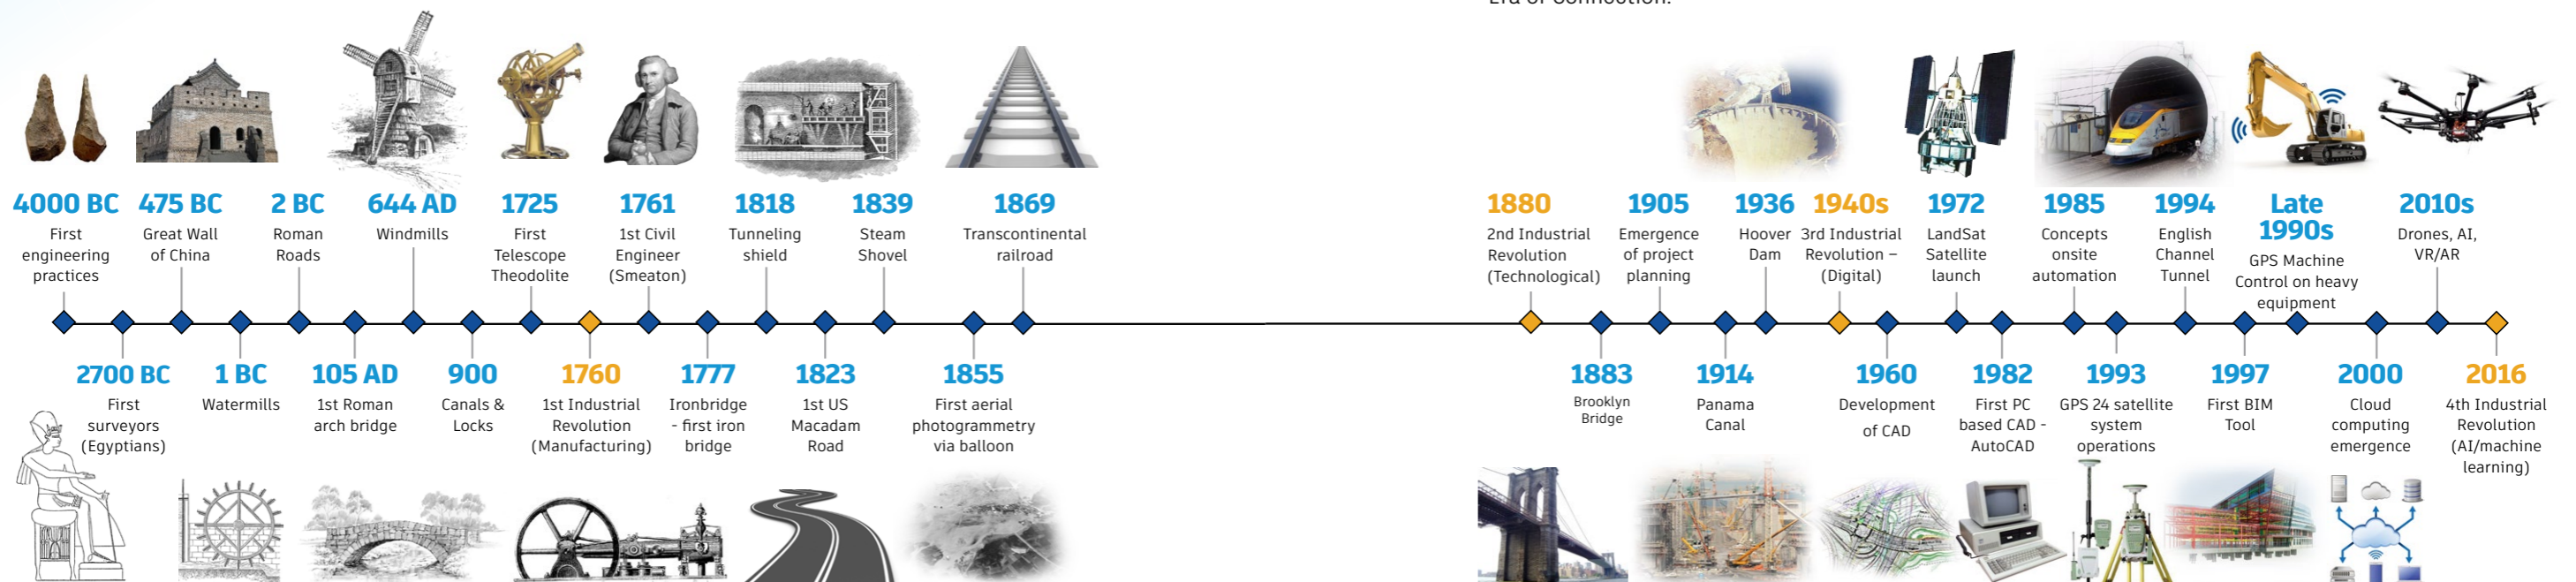 Era of Connection.
4000 BC
First
engineering
practices
475 BC
Great Wall
of China
2 BC
Roman
Roads
644 AD
Windmills
1725
First
Telescope
Theodolite
1761
1st Civil
Engineer
(Smeaton)
1818
Tunneling
shield
1839
Steam
Shovel
1869
Transcontinental
railroad
1880
2nd Industrial
Revolution
(Technological)
1905
Emergence
of project
planning
1936
Hoover
Dam
1940s
3rd Industrial
Revolution –
(Digital)
1972
LandSat
Satellite
launch
1985
Concepts
onsite
automation
1994
English
Channel
Tunnel
Late
1990s
GPS Machine
Control on heavy
equipment
2010s
Drones, AI,
VR/AR
2700 BC
First
surveyors
(Egyptians)
1 BC
Watermills
105 AD
1st Roman
arch bridge
900
Canals &
Locks
1760
1st Industrial
Revolution
(Manufacturing)
1777
Ironbridge
- first iron
bridge
1823
1st US
Macadam
Road
1855
First aerial
photogrammetry
via balloon
1883
Brooklyn
Bridge
1914
Panama
Canal
1960
Development
of CAD
1982
First PC
based CAD -
AutoCAD
1993
GPS 24 satellite
system
operations
1997
First BIM
Tool
2000
Cloud
computing
emergence
2016
4th Industrial
Revolution
(AI/machine
learning)